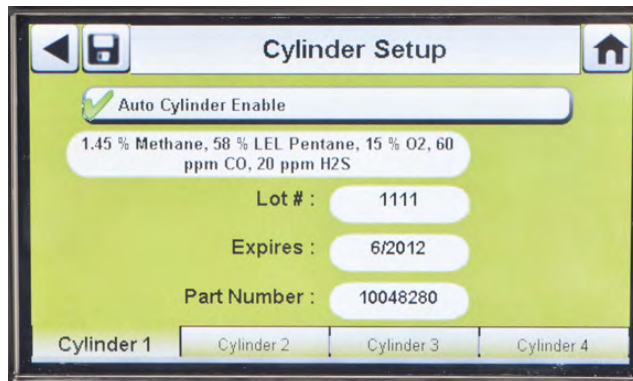 Cylinder Setup
Auto Cylinder Enable
1.45 % Methane, 58 % LEL Pentane, 15 % O2, 60
ppm CO, 20 ppm H2S
Lot # : 1111
Expires : 6/2012
Part Number : 10048280
Cylinder 1 Cylinder 2 Cylinder 3 Cylinder 4